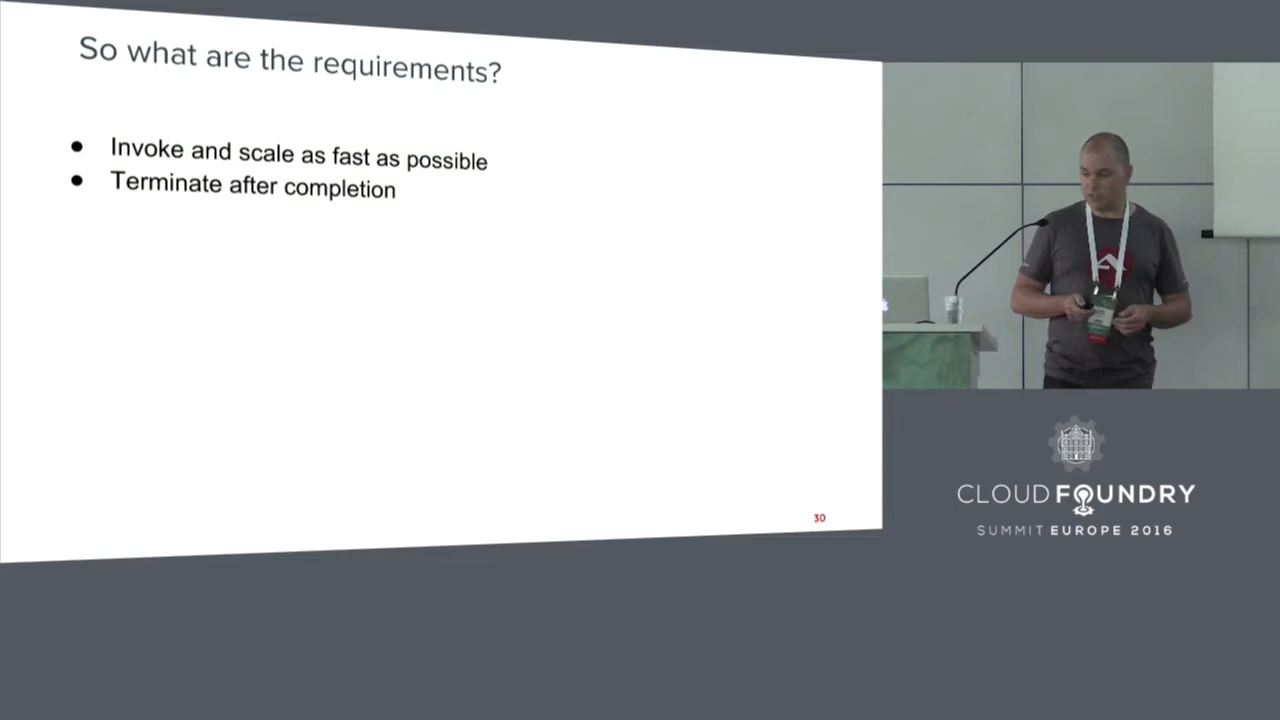 So what are the requirements?
● Invoke and scale as fast as possible
● Terminate after completion
30
CLOUD FOUNDRY
SUMMIT EUROPE 2016